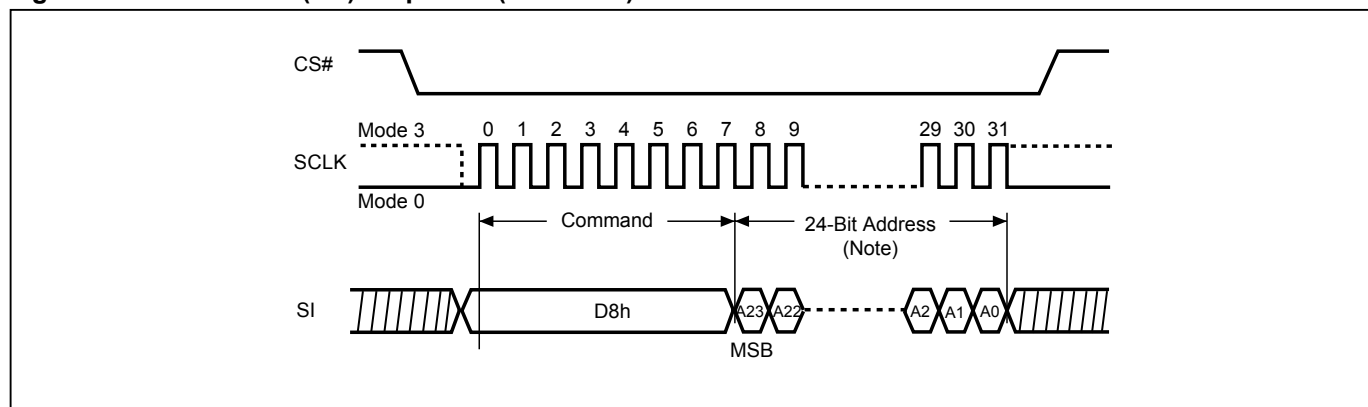 CS#
Mode 3
0 1 2 3 4 5 6 7 8 9 29 30 31
SCLK
Mode 0
Command
24-Bit Address
(Note)
SI
D8h
A23 A22
A2 A1 A0
MSB